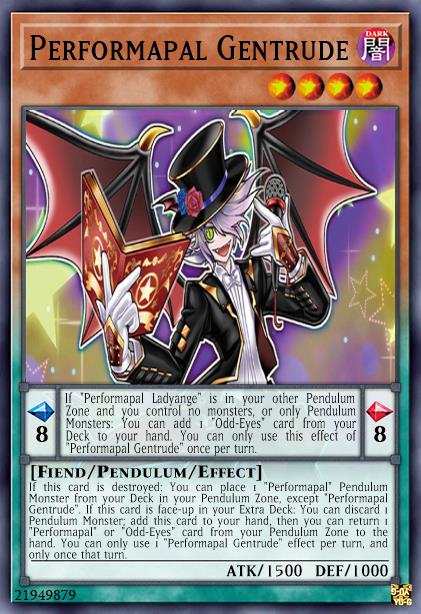 PERFORMAPAL GENTRUDE
DARK
闇
If "Performapal Ladyange" is in your other Pendulum
Zone and you control no monsters, or only Pendulum
Monsters: You can add 1 "Odd-Eyes" card from your
Deck to your hand. You can only use this effect of
"Performapal Gentrude" once per turn.
8
8
[FIEND/PENDULUM/EFFECT]
If this card is destroyed: You can place 1 "Performapal" Pendulum
Monster from your Deck in your Pendulum Zone, except "Performapal
Gentrude". If this card is face-up in your Extra Deck: You can discard 1
Pendulum Monster; add this card to your hand, then you can return 1
"Performapal" or "Odd-Eyes" card from your Pendulum Zone to the
hand. You can only use 1 "Performapal Gentrude" effect per turn, and
only once that turn.
ATK/1500 DEF/1000
21949879